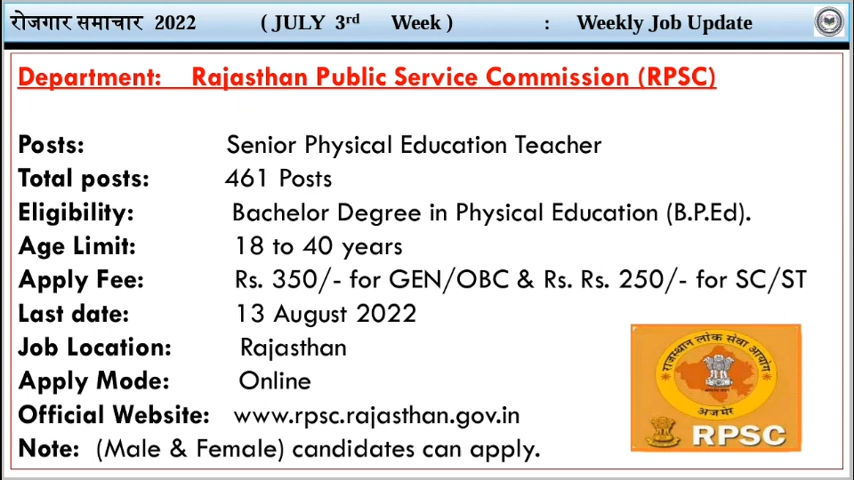 रोजगार समाचार 2022 (JULY 3rd Week) : Weekly Job Update
Department: Rajasthan Public Service Commission (RPSC)
Posts: Senior Physical Education Teacher
Total posts: 461 Posts
Eligibility: Bachelor Degree in Physical Education (B.P.Ed).
Age Limit: 18 to 40 years
Apply Fee: Rs. 350/- for GEN/OBC & Rs. Rs. 250/- for SC/ST
Last date: 13 August 2022
Job Location: Rajasthan
Apply Mode: Online
Official Website: www.rpsc.rajasthan.gov.in
Note: (Male & Female) candidates can apply.
राजस्थान लोक सेवा आयोग
अजमेर
RPSC